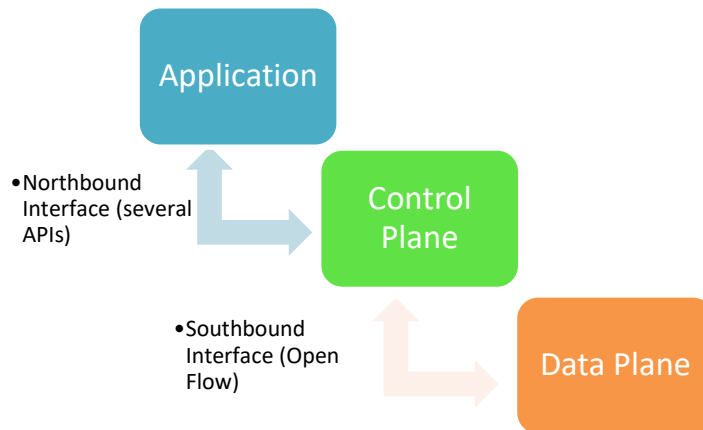 Application
•Northbound
Interface (several
APIs)
Control
Plane
•Southbound
Interface (Open
Flow)
Data Plane